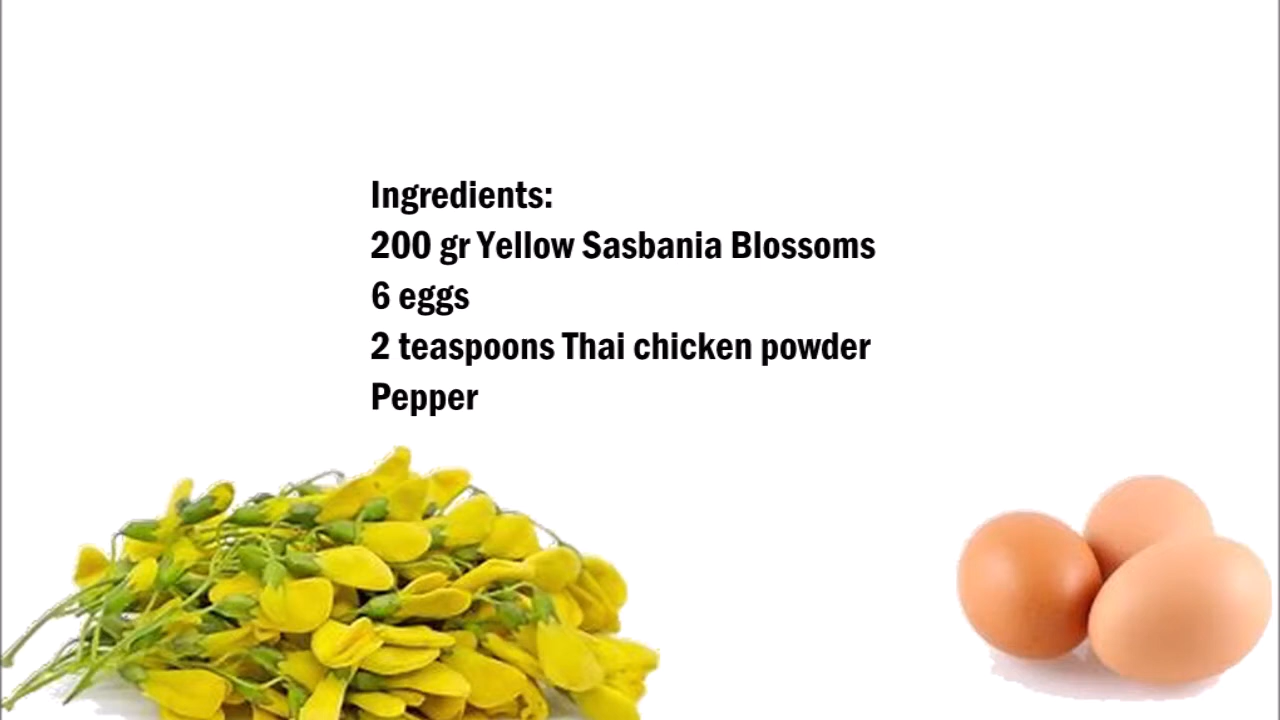 Ingredients:
200 gr Yellow Sasbania Blossoms
6 eggs
2 teaspoons Thai chicken powder
Pepper